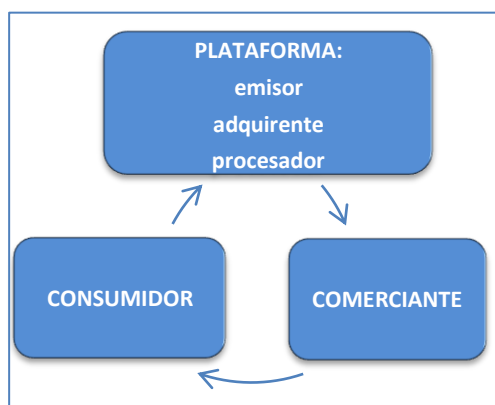 PLATAFORMA:
emisor
adquirente
procesador
CONSUMIDOR
COMERCIANTE